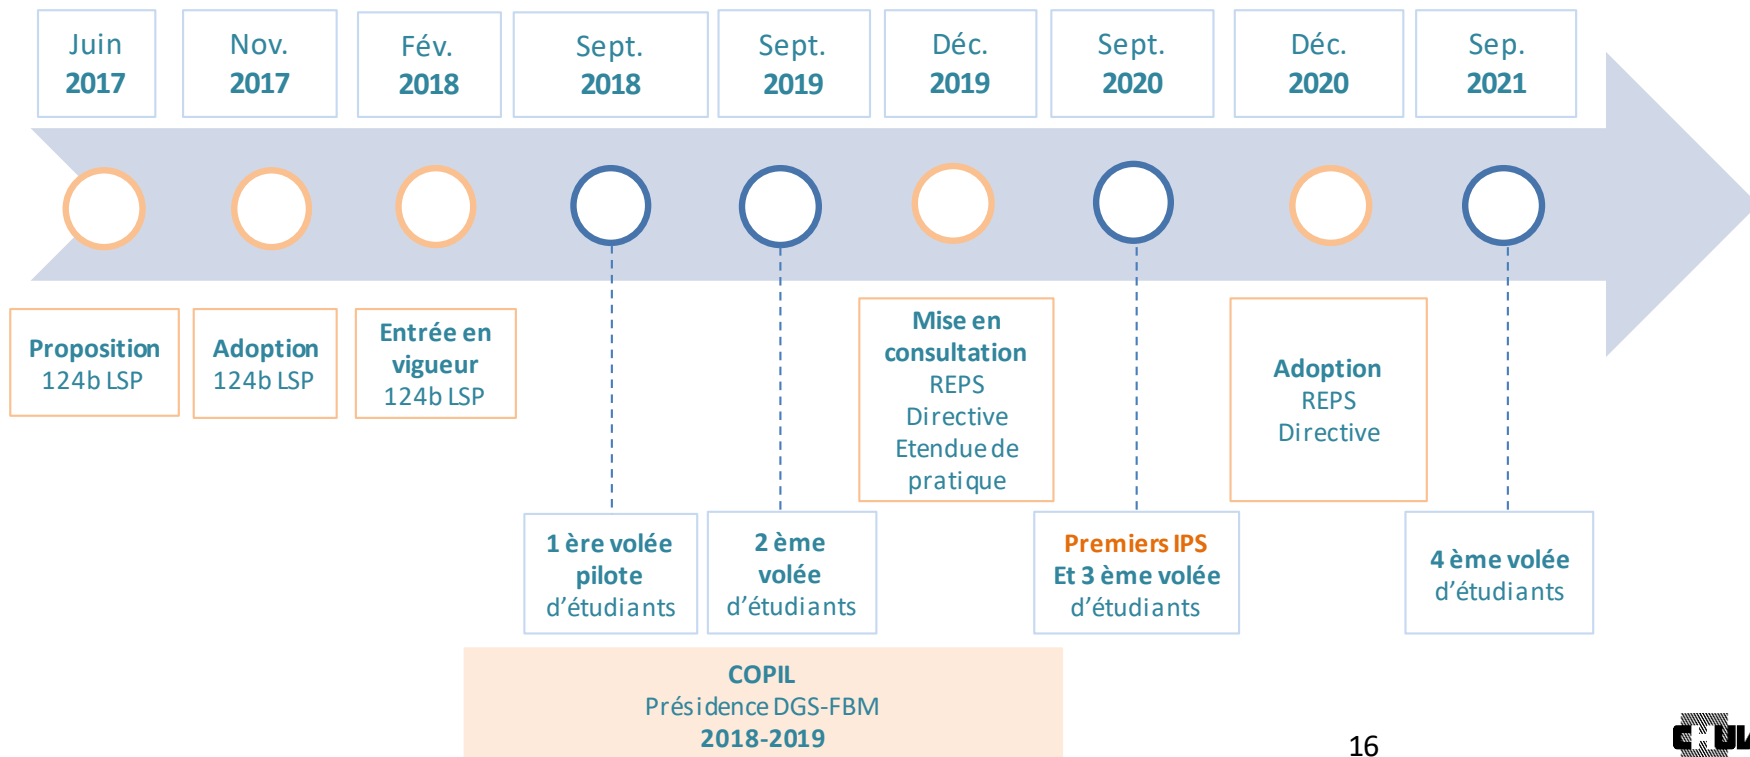 Juin
2017
Nov.
2017
Fév.
2018
Sept.
2018
Sept.
2019
Déc.
2019
Sept.
2020
Déc.
2020
Sep.
2021
Proposition
124b LSP
Adoption
124b LSP
Entrée en
vigueur
124b LSP
Mise en
consultation
REPS
Directive
Etendue de
pratique
Adoption
REPS
Directive
1 ère volée
pilote
d’étudiants
2 ème
volée
d’étudiants
Premiers IPS
Et 3 ème volée
d’étudiants
4 ème volée
d’étudiants
COPIL
Présidence DGS-FBM
2018-2019
16